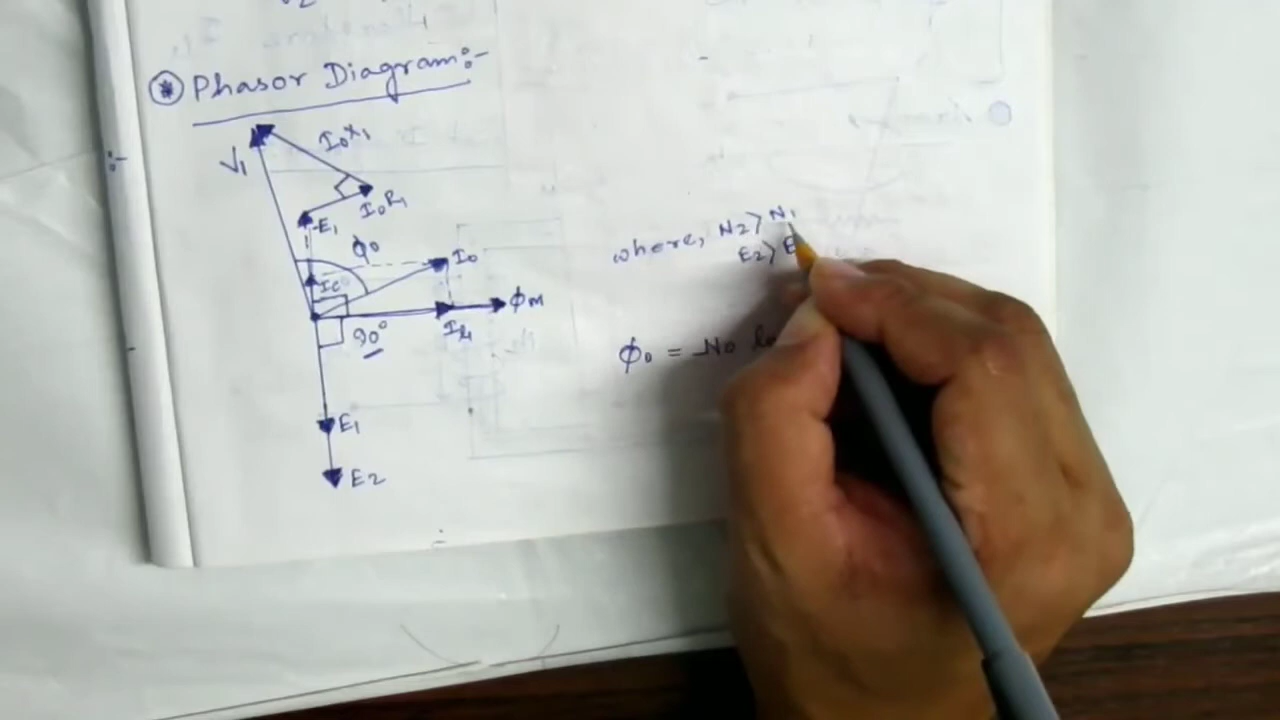 ⊛ Phasor Diagram:-
V1
I0X1
I0R1
-E1
ϕ0
I0
Ic
ϕM
90°
Iμ
E1
E2
where, N2 > N1
E2 > E
ϕ0 = No